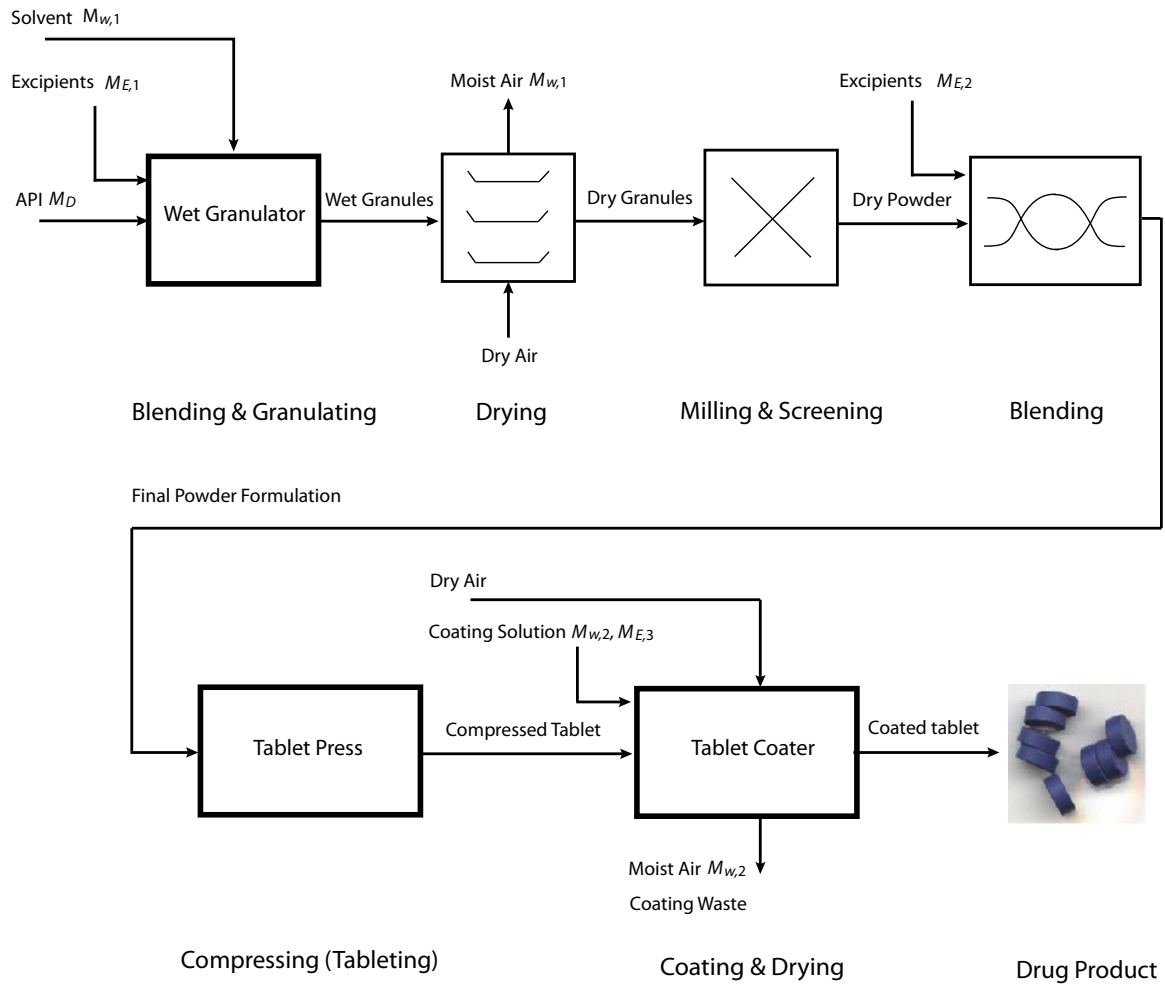 Solvent Mw,1
Excipients ME,1
API MD
Wet Granulator
Wet Granules
Moist Air Mw,1
Dry Air
Dry Granules
Dry Powder
Excipients ME,2
Blending & Granulating
Drying
Milling & Screening
Blending
Final Powder Formulation
Dry Air
Coating Solution Mw,2, ME,3
Tablet Press
Compressed Tablet
Tablet Coater
Coated tablet
Moist Air Mw,2
Coating Waste
Compressing (Tableting)
Coating & Drying
Drug Product